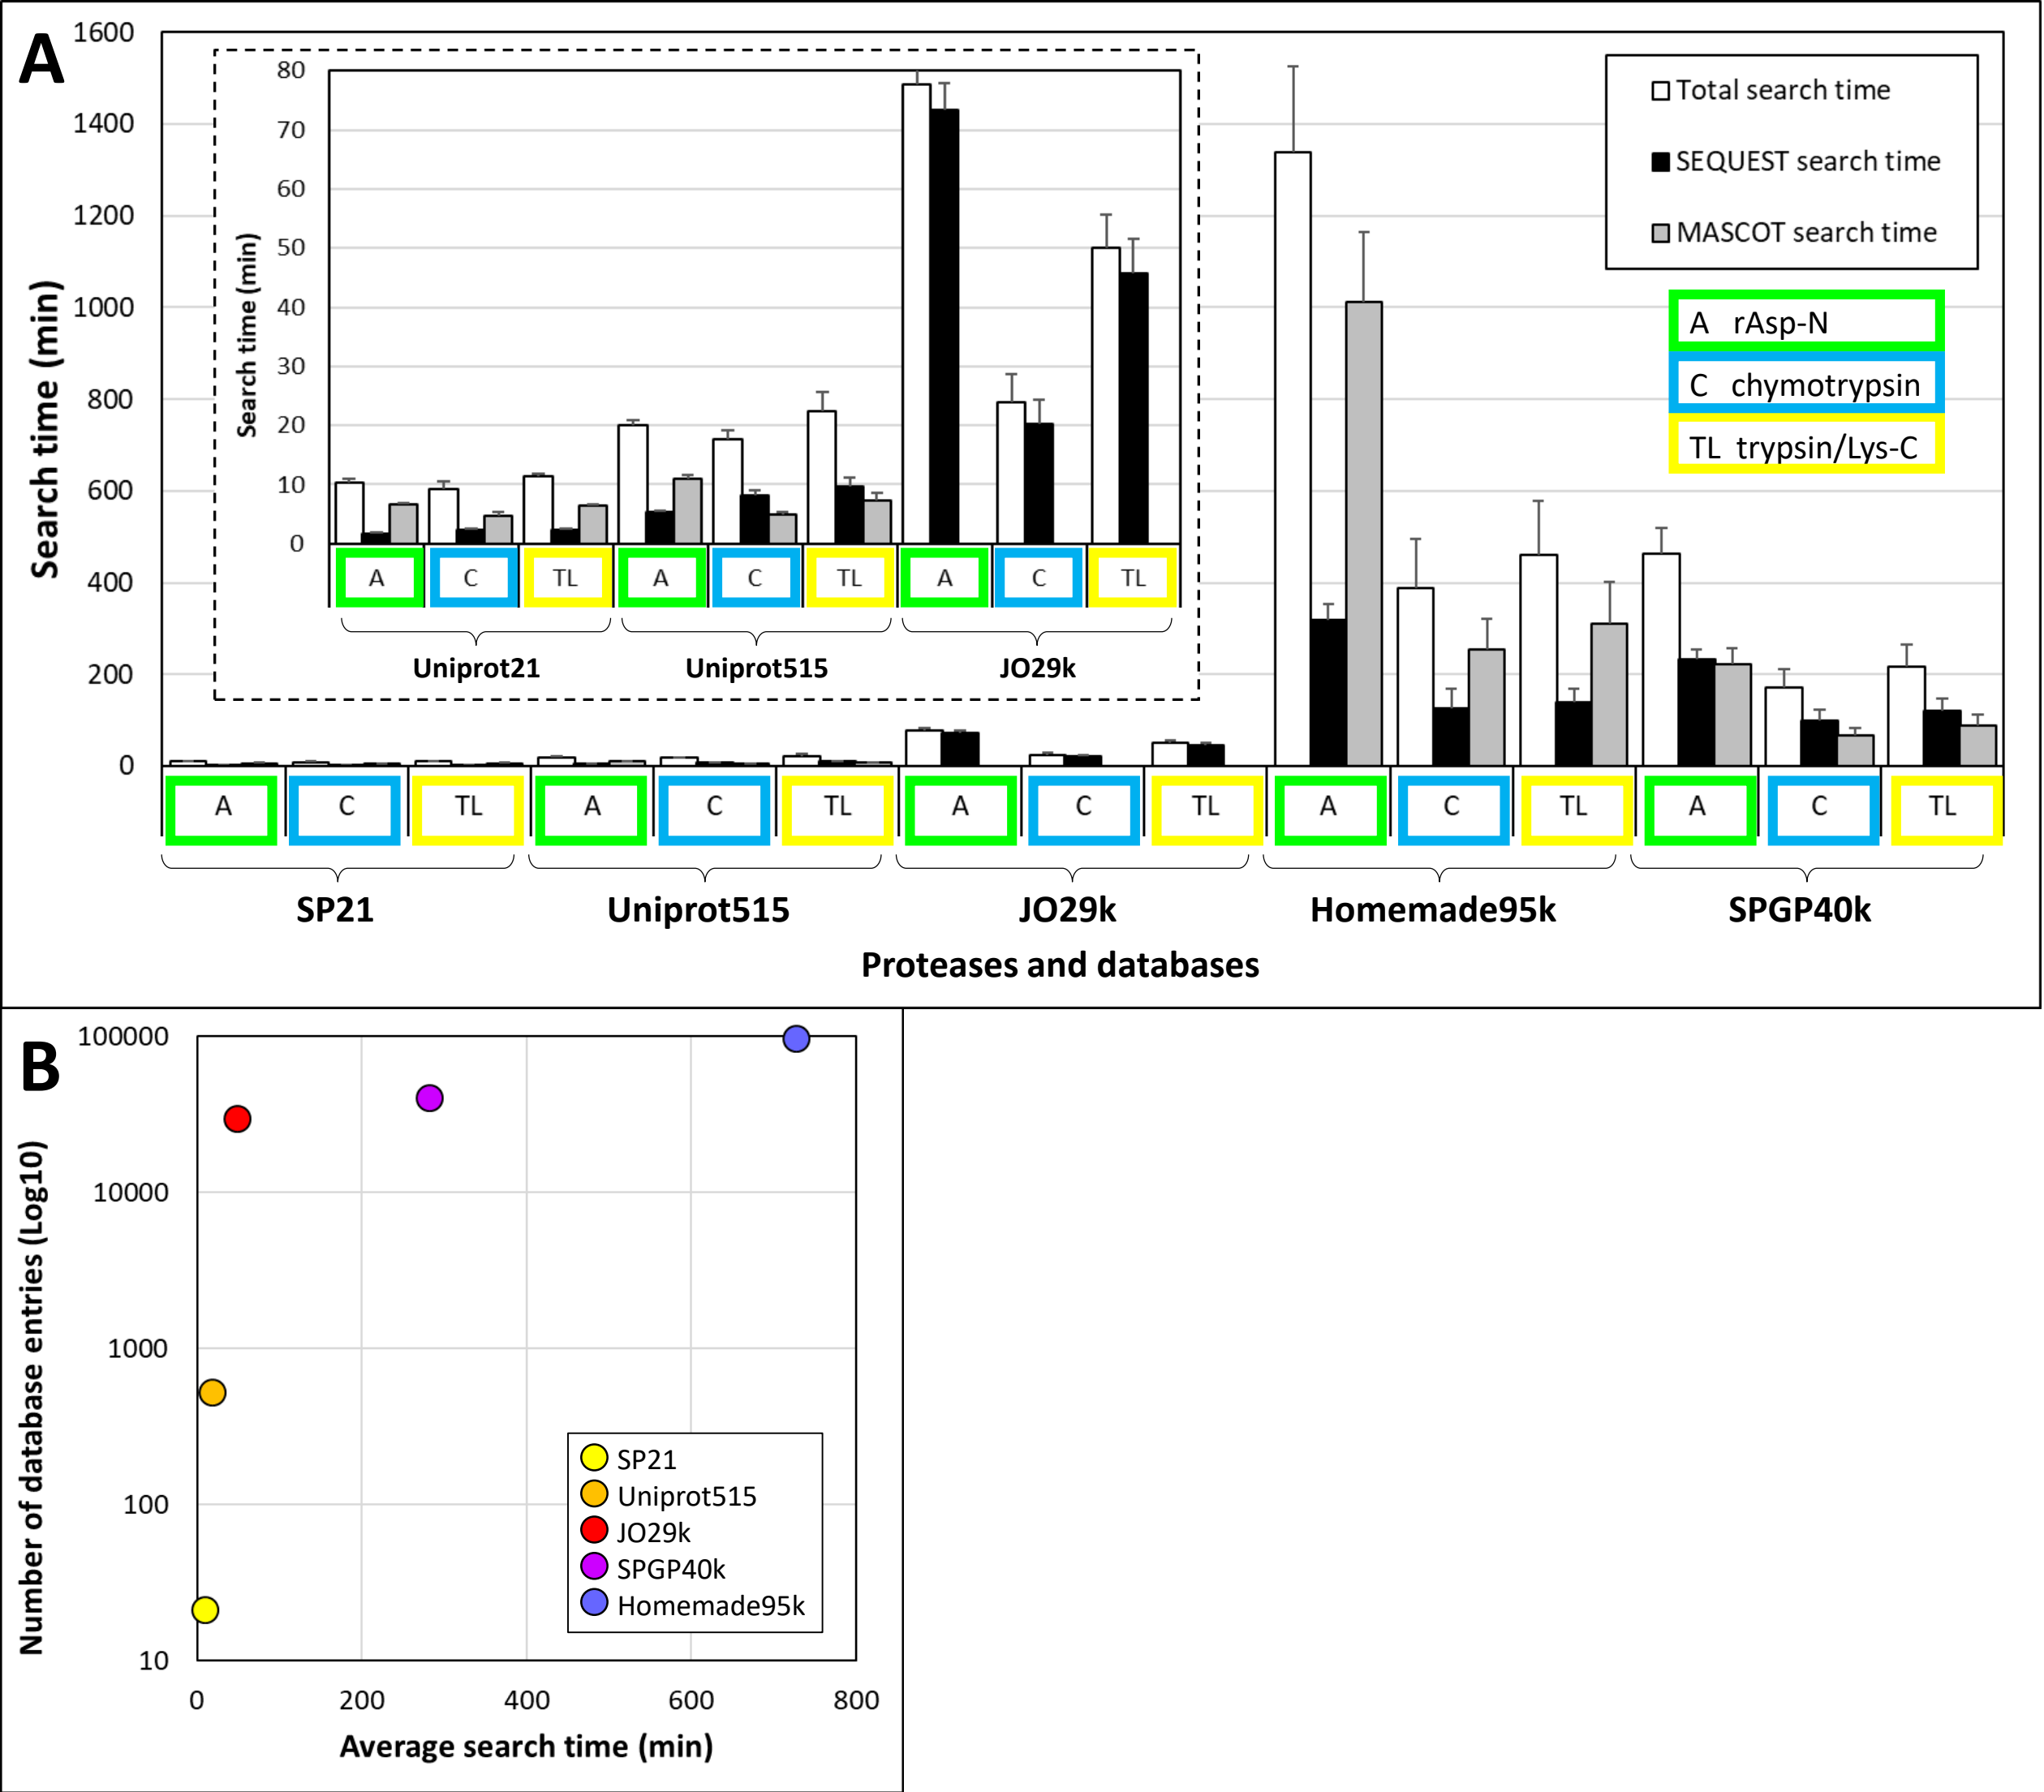 A
1600
1400
1200
1000
800
600
400
200
0
Search time (min)
80
70
60
50
40
30
20
10
0
Search time (min)
A C TL A C TL A C TL
Uniprot21 Uniprot515 JO29k
Total search time
SEQUEST search time
MASCOT search time
A rAsp-N
C chymotrypsin
TL trypsin/Lys-C
A C TL A C TL A C TL A C TL A C TL
SP21 Uniprot515 JO29k Homemade95k SPGP40k
Proteases and databases
B
100000
10000
1000
100
10
Number of database entries (Log10)
SP21
Uniprot515
JO29k
SPGP40k
Homemade95k
0 200 400 600 800
Average search time (min)